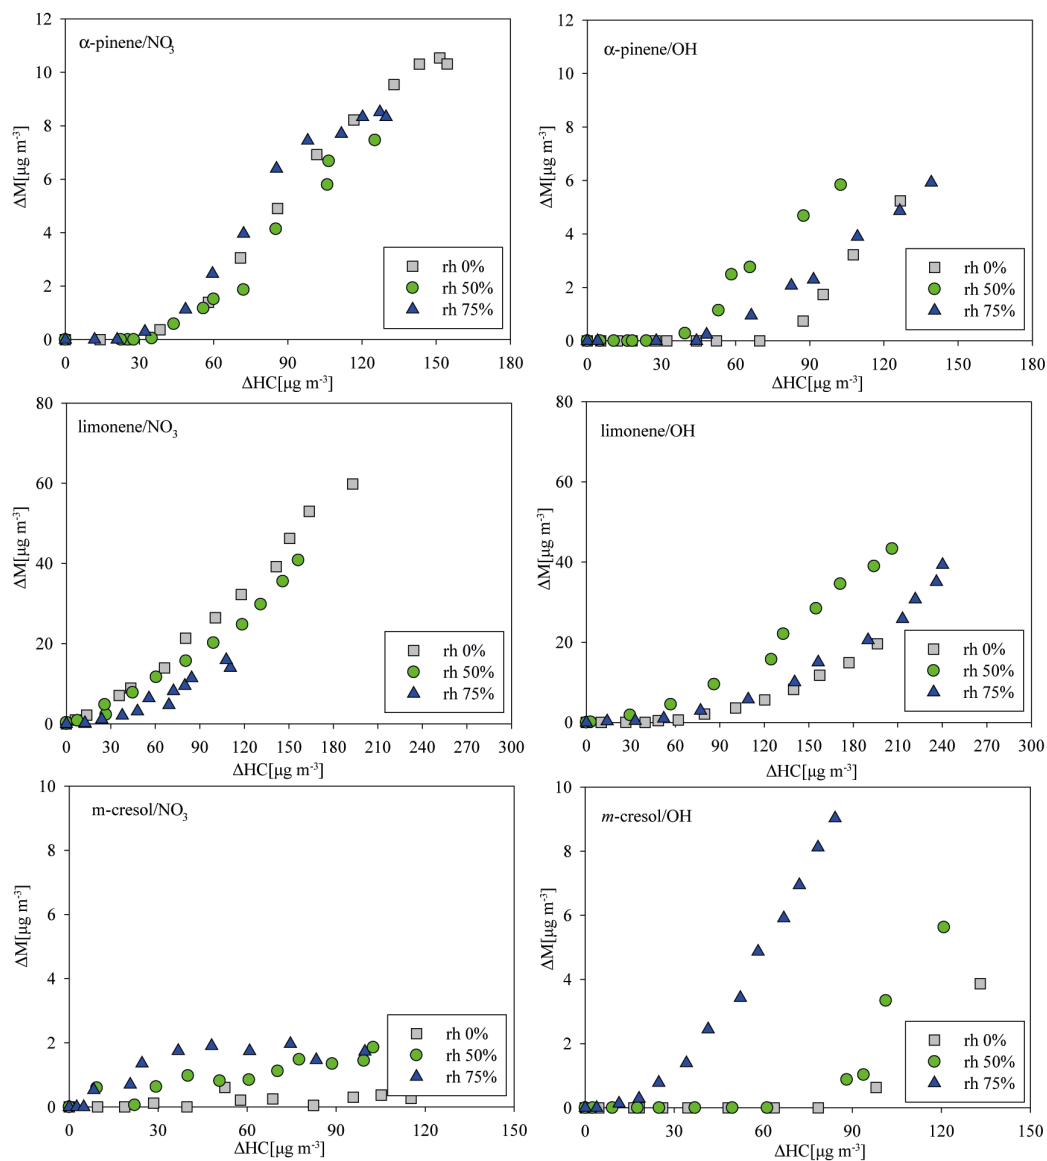 α-pinene/NO3
12
10
8
6
4
2
0
ΔM[μg m-3]
rh 0%
rh 50%
rh 75%
0 30 60 90 120 150 180
ΔHC[μg m-3]
α-pinene/OH
12
10
8
6
4
2
0
ΔM[μg m-3]
rh 0%
rh 50%
rh 75%
0 30 60 90 120 150 180
ΔHC[μg m-3]
limonene/NO3
80
60
40
20
0
ΔM[μg m-3]
rh 0%
rh 50%
rh 75%
0 30 60 90 120 150 180 210 240 270 300
ΔHC[μg m-3]
limonene/OH
80
60
40
20
0
ΔM[μg m-3]
rh 0%
rh 50%
rh 75%
0 30 60 90 120 150 180 210 240 270 300
ΔHC[μg m-3]
m-cresol/NO3
10
8
6
4
2
0
ΔM[μg m-3]
rh 0%
rh 50%
rh 75%
0 30 60 90 120 150
ΔHC[μg m-3]
m-cresol/OH
10
8
6
4
2
0
ΔM[μg m-3]
rh 0%
rh 50%
rh 75%
0 30 60 90 120 150
ΔHC[μg m-3]